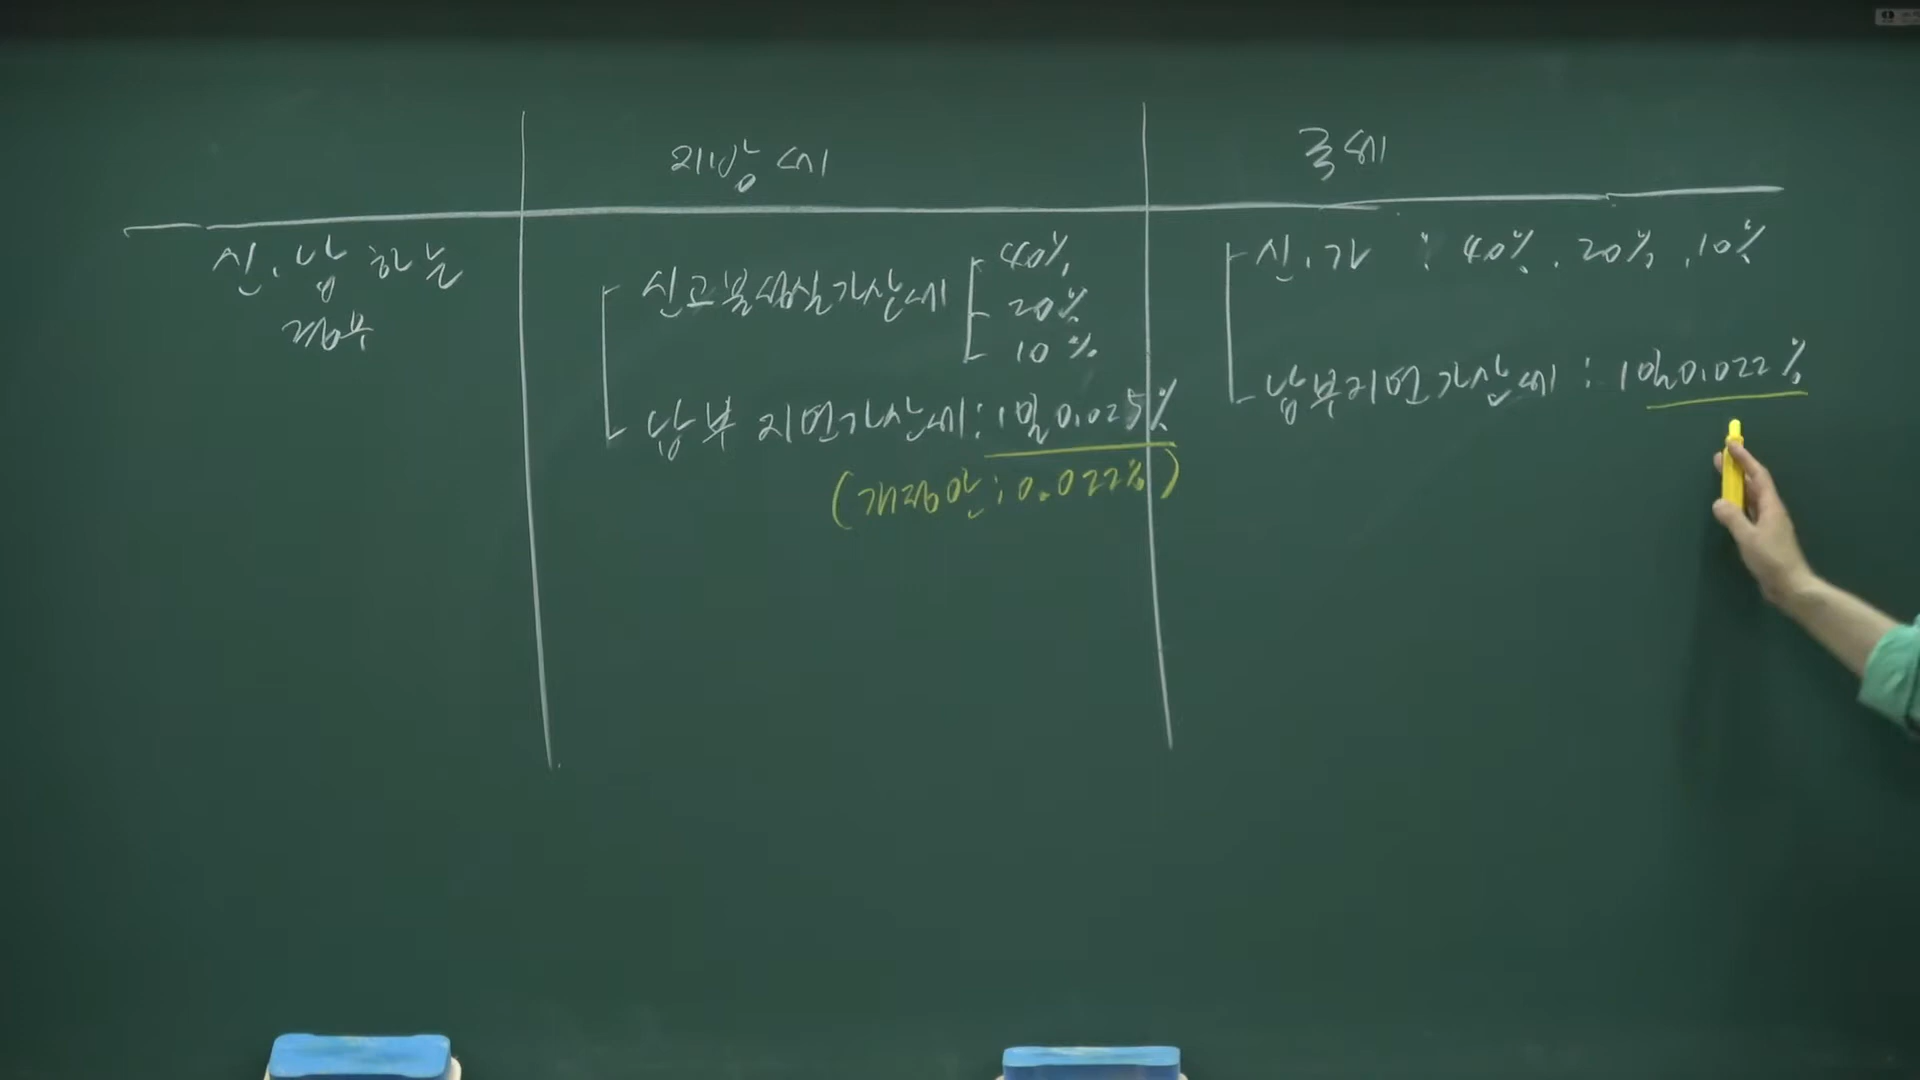 지방세
국세
신.납 하는
경우
신고불성실가산세
40%
20%
10%
납부지연가산세 : 1일 0.025%
(개정안 : 0.022%)
신.가 : 40%, 20%, 10%
납부지연가산세 : 1일 0.022%